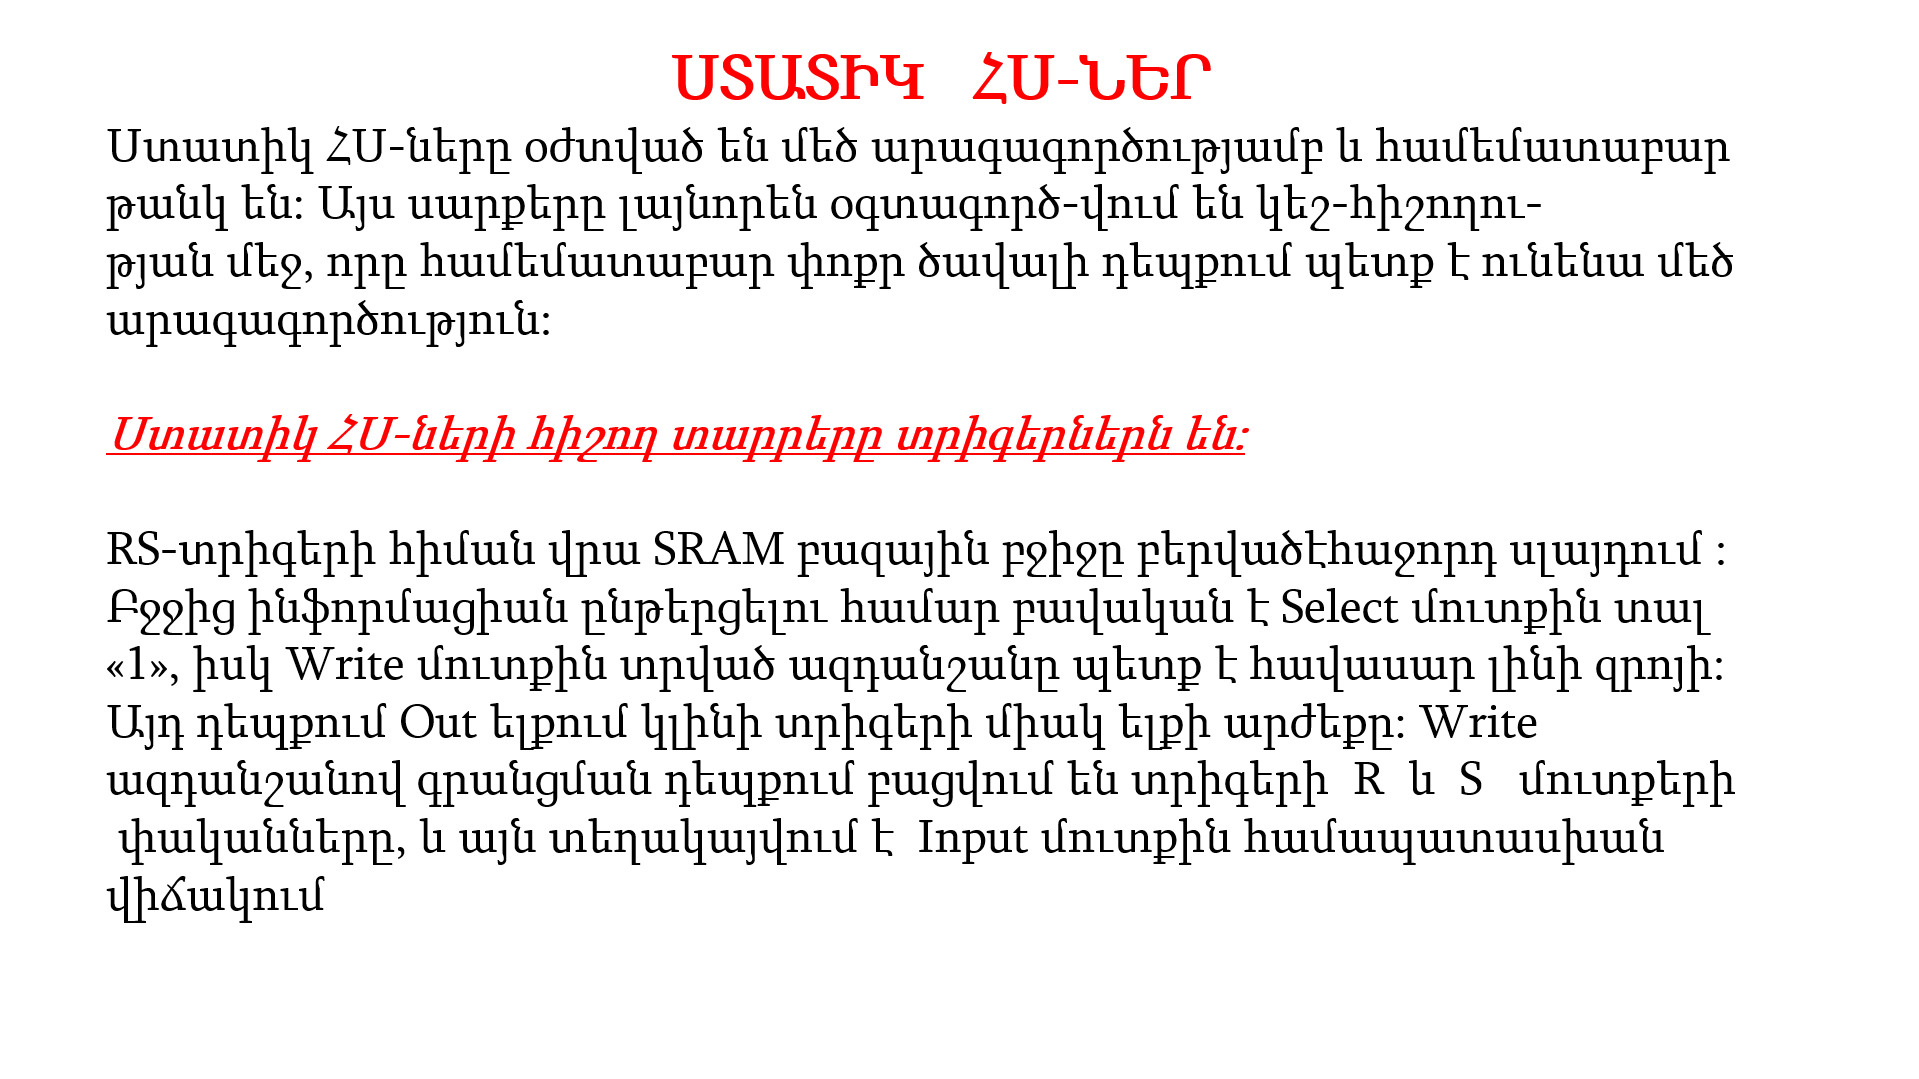 ՍՏԱՏԻԿ ՀՍ-ՆԵՐ
Ստատիկ ՀՍ-ները օժտված են մեծ արագագործությամբ և համեմատաբար
թանկ են: Այս սարքերը լայնորեն օգտագործ-վում են կեշ-հիշողու-
թյան մեջ, որը համեմատաբար փոքր ծավալի դեպքում պետք է ունենա մեծ
արագագործություն:
Ստատիկ ՀՍ-ների հիշող տարրերը տրիգերներն են:
RS-տրիգերի հիման վրա SRAM բազային բջիջը բերվածէհաջորդ սլայդում :
Բջջից ինֆորմացիան ընթերցելու համար բավական է Select մուտքին տալ
«1», իսկ Write մուտքին տրված ազդանշանը պետք է հավասար լինի զրոյի:
Այդ դեպքում Out ելքում կլինի տրիգերի միակ ելքի արժեքը: Write
ազդանշանով գրանցման դեպքում բացվում են տրիգերի R և S մուտքերի
փականները, և այն տեղակայվում է Input մուտքին համապատասխան
վիճակում